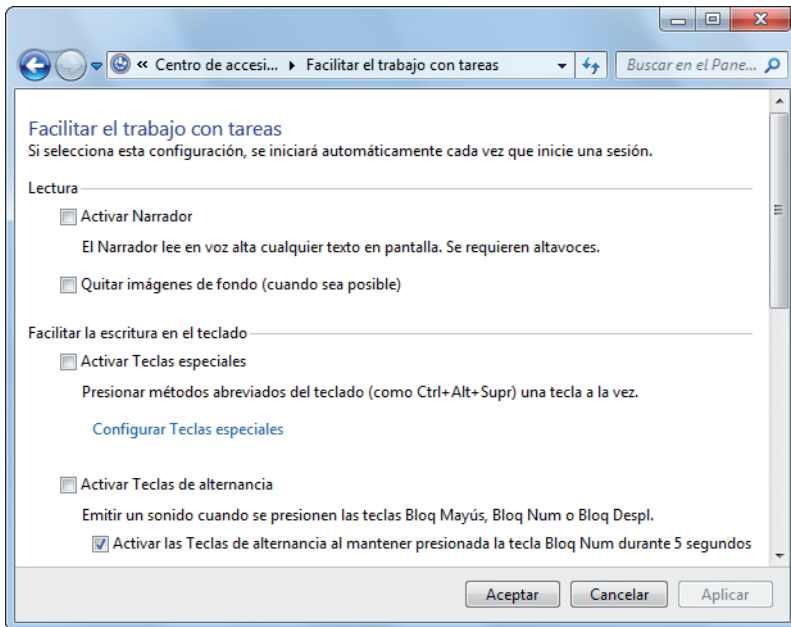 « Centro de accesi... ▸ Facilitar el trabajo con tareas
Buscar en el Pane...
Facilitar el trabajo con tareas
Si selecciona esta configuración, se iniciará automáticamente cada vez que inicie una sesión.
Lectura
Activar Narrador
El Narrador lee en voz alta cualquier texto en pantalla. Se requieren altavoces.
Quitar imágenes de fondo (cuando sea posible)
Facilitar la escritura en el teclado
Activar Teclas especiales
Presionar métodos abreviados del teclado (como Ctrl+Alt+Supr) una tecla a la vez.
Configurar Teclas especiales
Activar Teclas de alternancia
Emitir un sonido cuando se presionen las teclas Bloq Mayús, Bloq Num o Bloq Despl.
Activar las Teclas de alternancia al mantener presionada la tecla Bloq Num durante 5 segundos
Aceptar Cancelar Aplicar